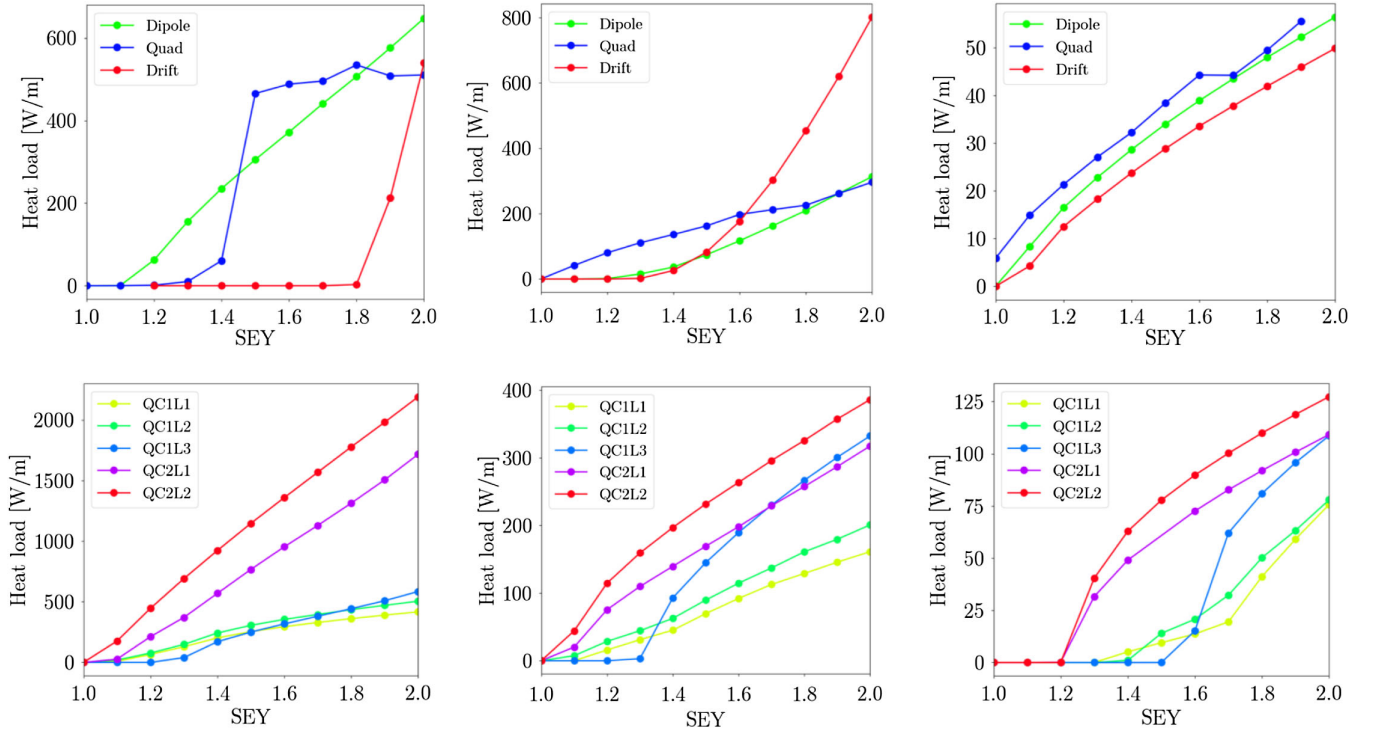 Dipole
Quad
Drift
Heat load [W/m]
600
400
200
0
1.0 1.2 1.4 1.6 1.8 2.0
SEY
Dipole
Quad
Drift
Heat load [W/m]
800
600
400
200
0
1.0 1.2 1.4 1.6 1.8 2.0
SEY
Dipole
Quad
Drift
Heat load [W/m]
50
40
30
20
10
0
1.0 1.2 1.4 1.6 1.8 2.0
SEY
QC1L1
QC1L2
QC1L3
QC2L1
QC2L2
Heat load [W/m]
2000
1500
1000
500
0
1.0 1.2 1.4 1.6 1.8 2.0
SEY
QC1L1
QC1L2
QC1L3
QC2L1
QC2L2
Heat load [W/m]
400
300
200
100
0
1.0 1.2 1.4 1.6 1.8 2.0
SEY
QC1L1
QC1L2
QC1L3
QC2L1
QC2L2
Heat load [W/m]
125
100
75
50
25
0
1.0 1.2 1.4 1.6 1.8 2.0
SEY